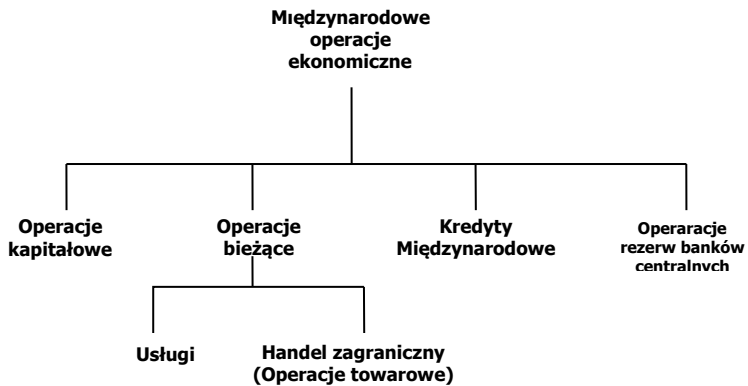 Międzynarodowe
operacje
ekonomiczne
Operacje
kapitałowe
Operacje
bieżące
Kredyty
Międzynarodowe
Operaracje
rezerw banków
centralnych
Usługi
Handel zagraniczny
(Operacje towarowe)